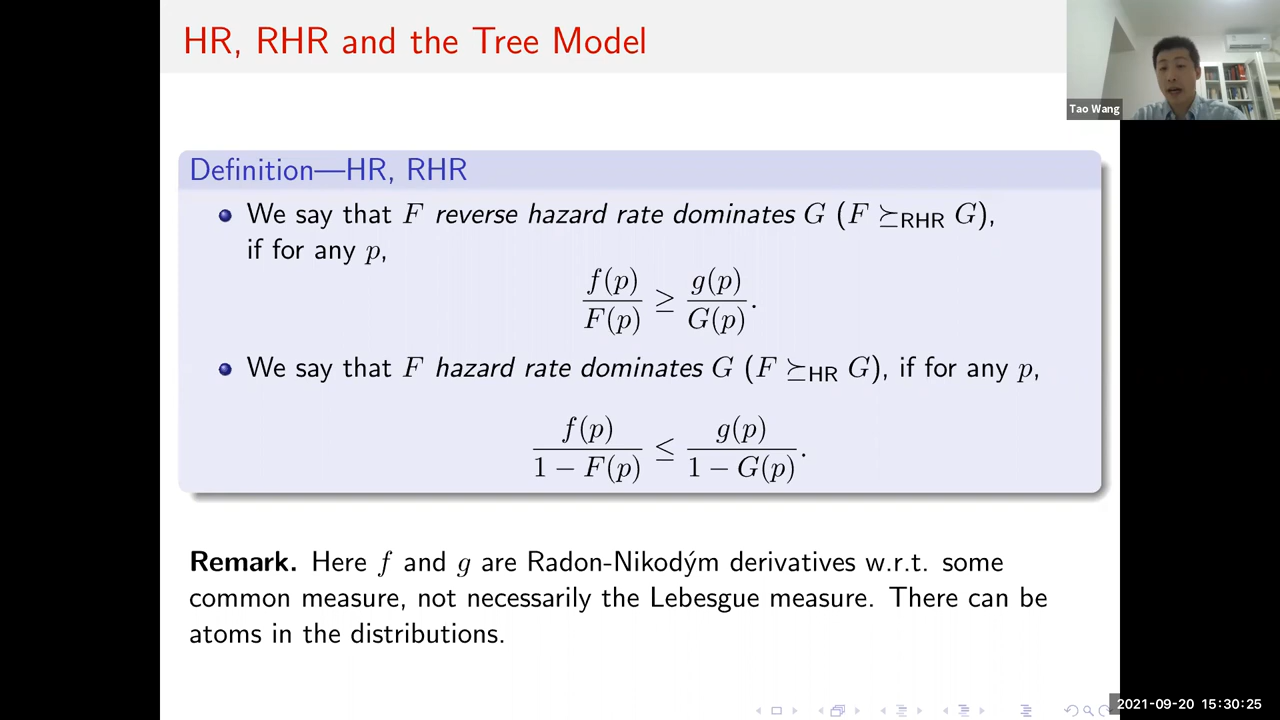 HR, RHR and the Tree Model
Tao Wang
Definition—HR, RHR
We say that F reverse hazard rate dominates G (F ⪰RHR G),
if for any p,
f(p)/F(p) ≥ g(p)/G(p).
We say that F hazard rate dominates G (F ⪰HR G), if for any p,
f(p)/1 − F(p) ≤ g(p)/1 − G(p).
Remark. Here f and g are Radon-Nikodým derivatives w.r.t. some
common measure, not necessarily the Lebesgue measure. There can be
atoms in the distributions.
2021-09-20 15:30:25